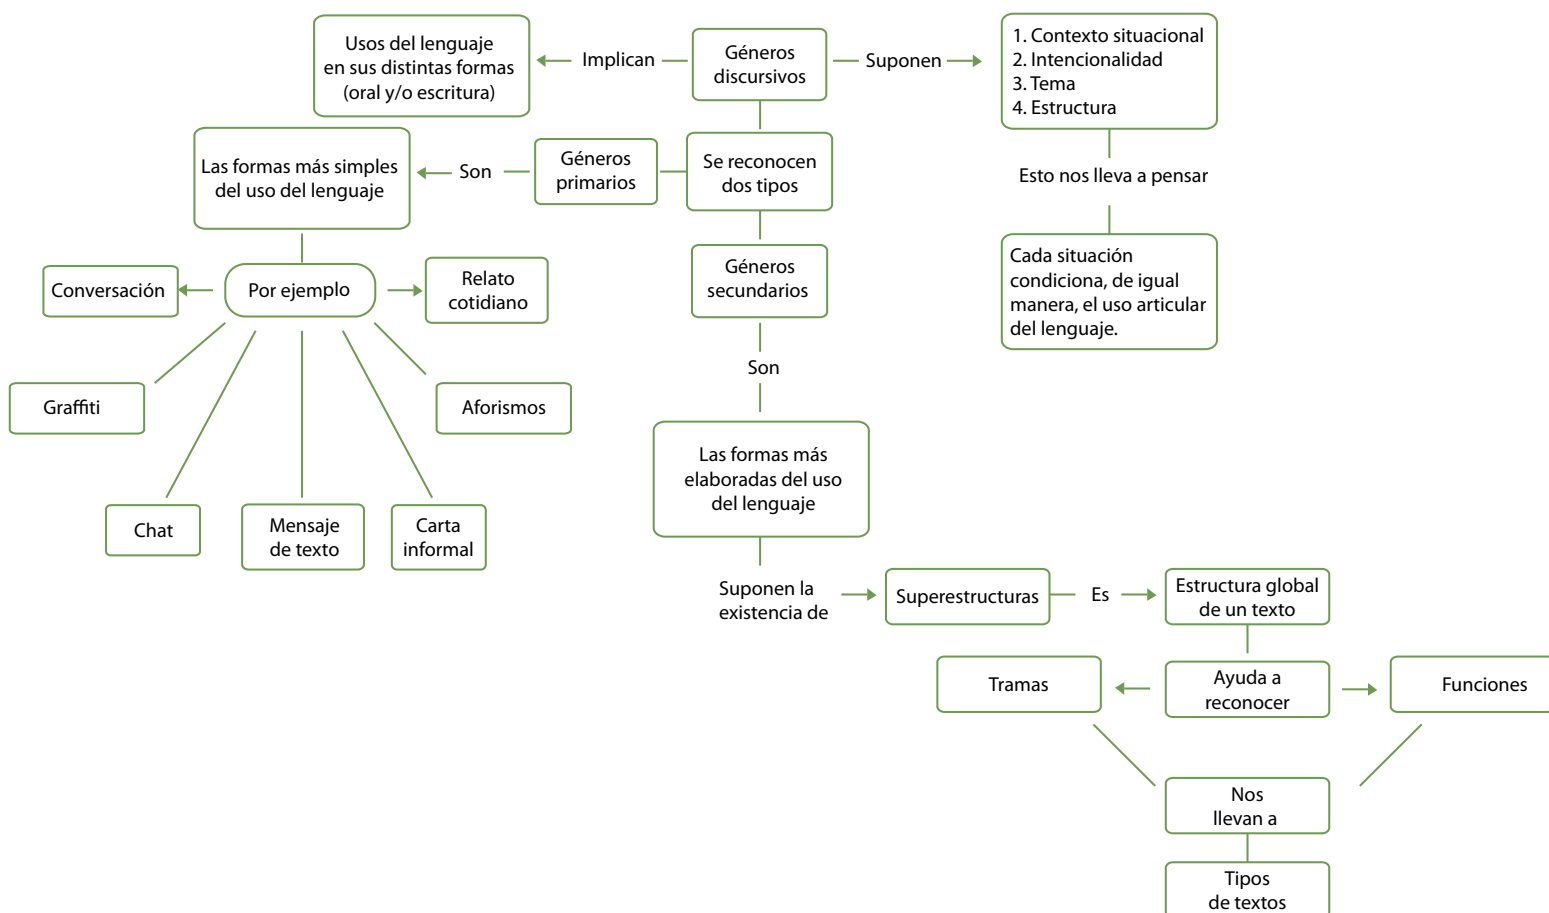 Usos del lenguaje
en sus distintas formas
(oral y/o escritura)
Implican
Géneros
discursivos
Suponen
1. Contexto situacional
2. Intencionalidad
3. Tema
4. Estructura
Las formas más simples
del uso del lenguaje
Son
Géneros
primarios
Se reconocen
dos tipos
Esto nos lleva a pensar
Conversación
Por ejemplo
Relato
cotidiano
Géneros
secundarios
Cada situación
condiciona, de igual
manera, el uso articular
del lenguaje.
Son
Graffiti
Aforismos
Las formas más
elaboradas del uso
del lenguaje
Chat
Mensaje
de texto
Carta
informal
Suponen la
existencia de
Superestructuras
Es
Estructura global
de un texto
Tramas
Ayuda a
reconocer
Funciones
Nos
llevan a
Tipos
de textos